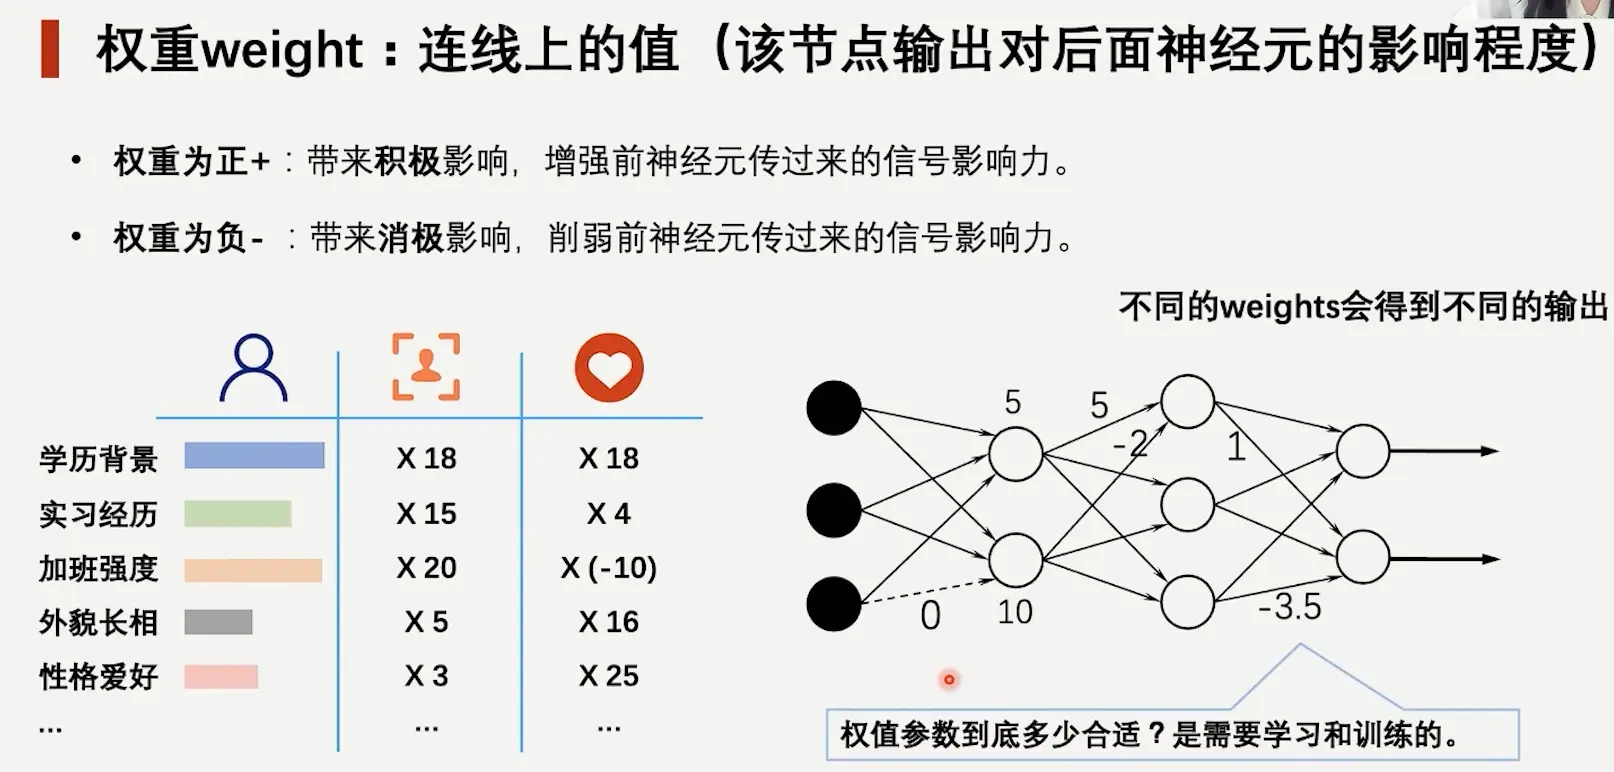 权重weight：连线上的值（该节点输出对后面神经元的影响程度）
• 权重为正+：带来积极影响，增强前神经元传过来的信号影响力。
• 权重为负-：带来消极影响，削弱前神经元传过来的信号影响力。
不同的weights会得到不同的输出
学历背景 X 18 X 18
实习经历 X 15 X 4
加班强度 X 20 X (-10)
外貌长相 X 5 X 16
性格爱好 X 3 X 25
... ... ...
5 5
-2 1
0 10 -3.5
权值参数到底多少合适？是需要学习和训练的。